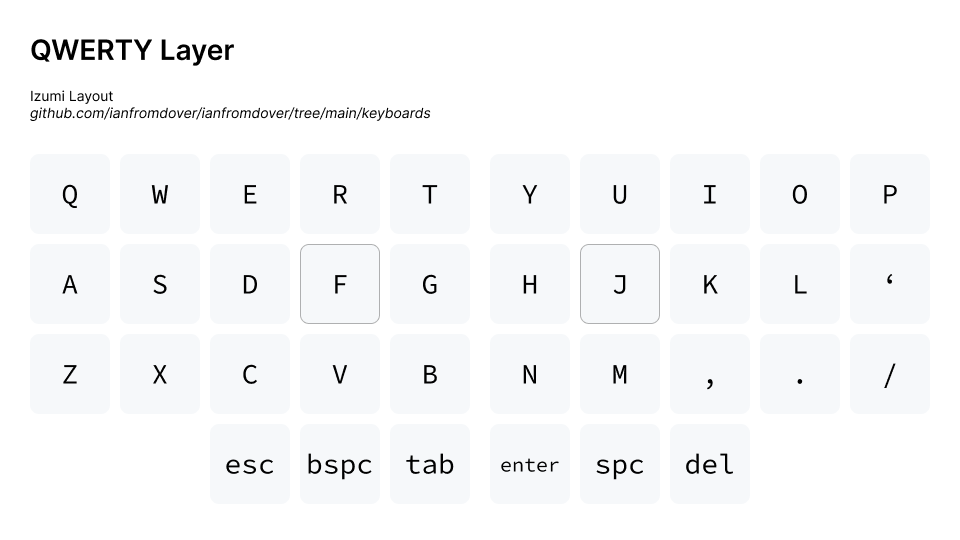 QWERTY Layer
Izumi Layout
github.com/ianfromdover/ianfromdover/tree/main/keyboards
Q W E R T Y U I O P
A S D F G H J K L ‘
Z X C V B N M , . /
esc bspc tab enter spc del